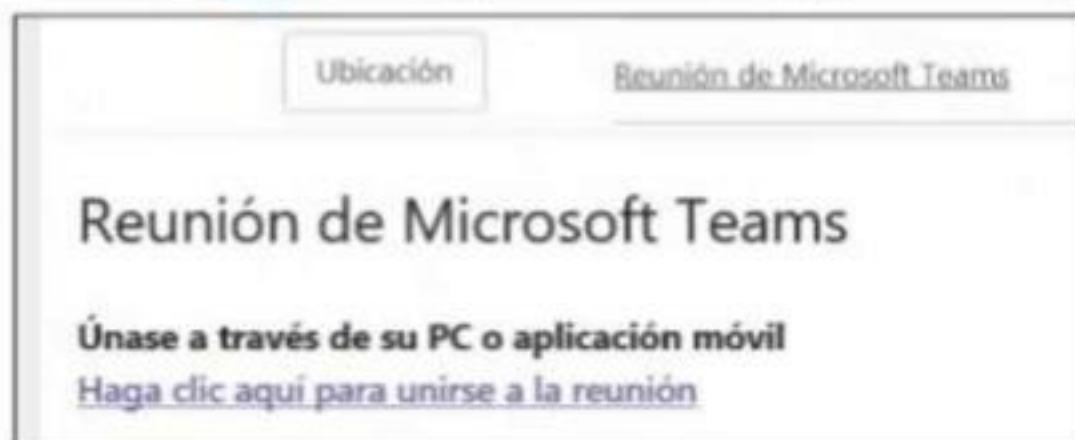 Ubicación Reunión de Microsoft Teams
Reunión de Microsoft Teams
Únase a través de su PC o aplicación móvil
Haga clic aquí para unirse a la reunión